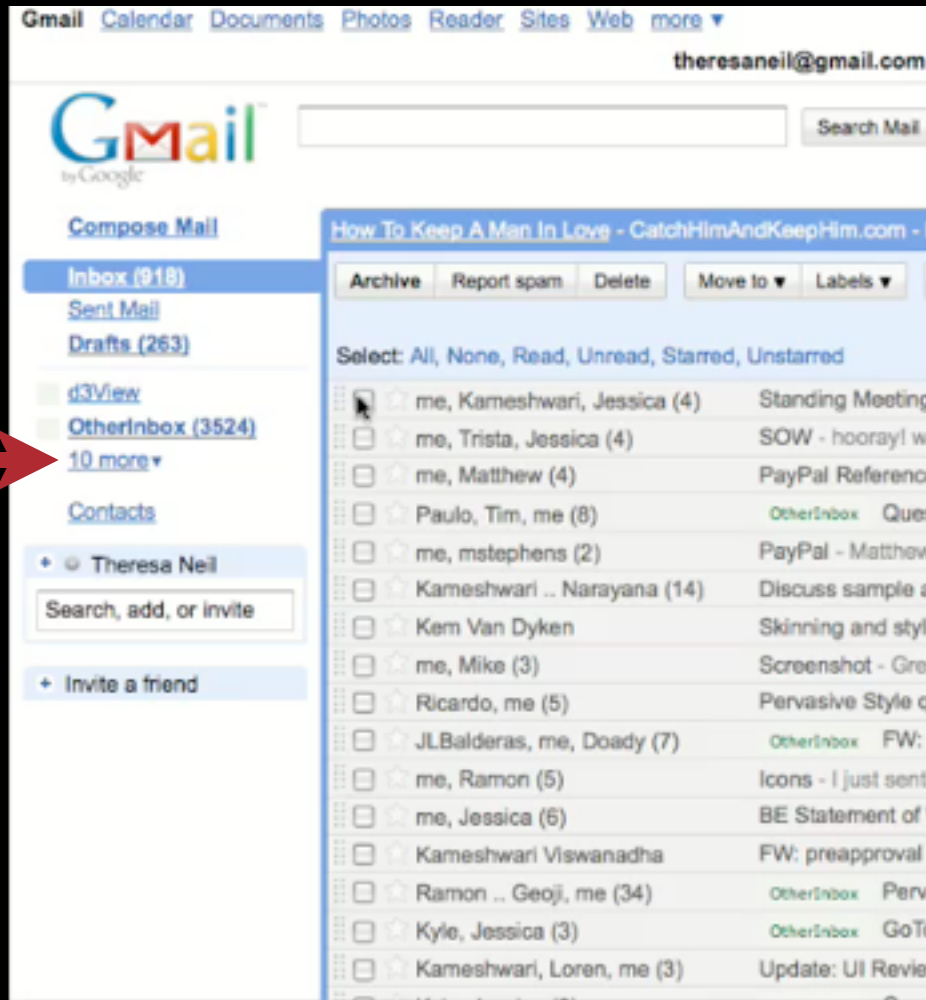 Gmail Calendar Documents Photos Reader Sites Web more ▼
theresaneil@gmail.com
Gmail™
by Google
Search Mail
Compose Mail
Inbox (918)
Sent Mail
Drafts (263)
d3View
OtherInbox (3524)
10 more▼
Contacts
Theresa Neil
Search, add, or invite
Invite a friend
How To Keep A Man In Love - CatchHimAndKeepHim.com -
Archive Report spam Delete Move to ▼ Labels ▼
Select: All, None, Read, Unread, Starred, Unstarred
me, Kameshwari, Jessica (4) Standing Meeting
me, Trista, Jessica (4) SOW - hooray! w
me, Matthew (4) PayPal Referenc
Paulo, Tim, me (8) OtherInbox Ques
me, mstephens (2) PayPal - Matthew
Kameshwari .. Narayana (14) Discuss sample a
Kem Van Dyken Skinning and styl
me, Mike (3) Screenshot - Gre
Ricardo, me (5) Pervasive Style
JLBalderas, me, Doady (7) OtherInbox FW:
me, Ramon (5) Icons - I just sent
me, Jessica (6) BE Statement of
Kameshwari Viswanadha FW: preapproval
Ramon .. Geoji, me (34) OtherInbox Perv
Kyle, Jessica (3) OtherInbox GoTo
Kameshwari, Loren, me (3) Update: UI Revie